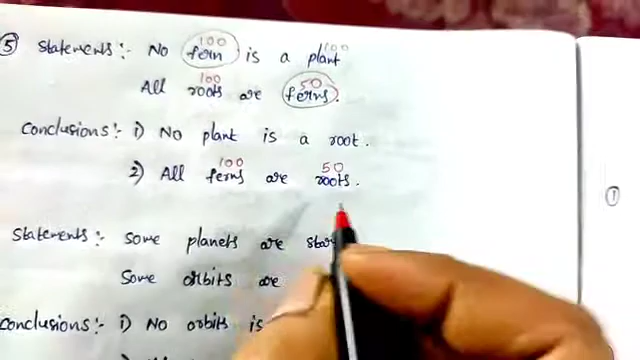 100 100
5 Statements :- No fern is a plant
100 50
All roots are ferns.
Conclusions :- 1) No plant is a root.
100 50
2) All ferns are roots.
Statements :- Some planets are
Some orbits are
Conclusions :- 1) No orbits is
1